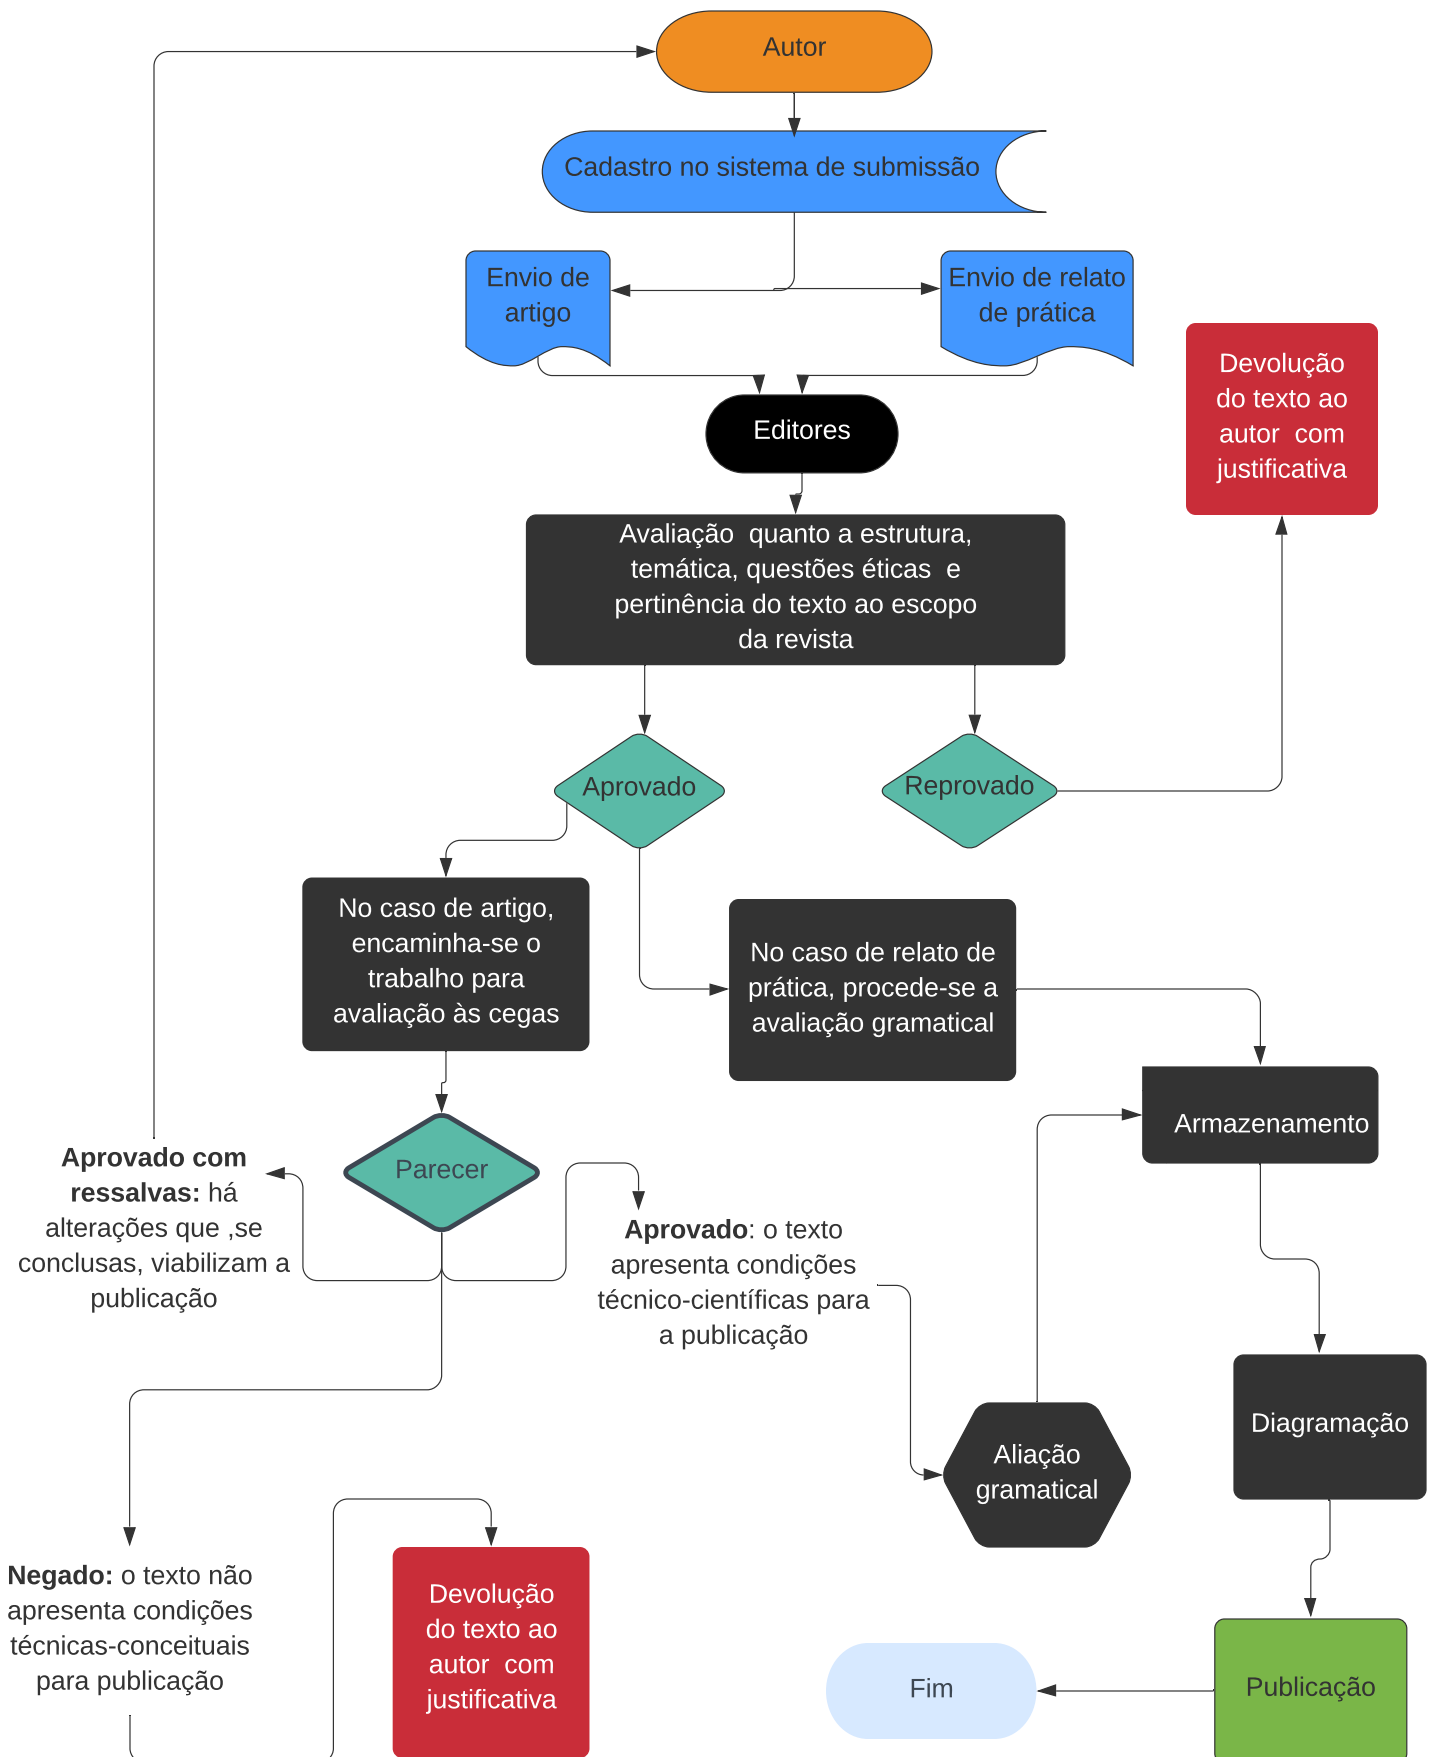 Autor
Cadastro no sistema de submissão
Envio de
artigo
Envio de relato
de prática
Devolução
do texto ao
autor  com
justificativa
Editores
Avaliação  quanto a estrutura,
temática, questões éticas  e
pertinência do texto ao escopo
da revista
Aprovado
Reprovado
No caso de artigo,
encaminha-se o
trabalho para
avaliação às cegas
No caso de relato de
prática, procede-se a
avaliação gramatical
Armazenamento
Parecer
Aprovado com
ressalvas: há
alterações que ,se
conclusas, viabilizam a
publicação
Aprovado: o texto
apresenta condições
técnico-científicas para
a publicação
Diagramação
Aliação
gramatical
Negado: o texto não
apresenta condições
técnicas-conceituais
para publicação
Devolução
do texto ao
autor  com
justificativa
Fim
Publicação